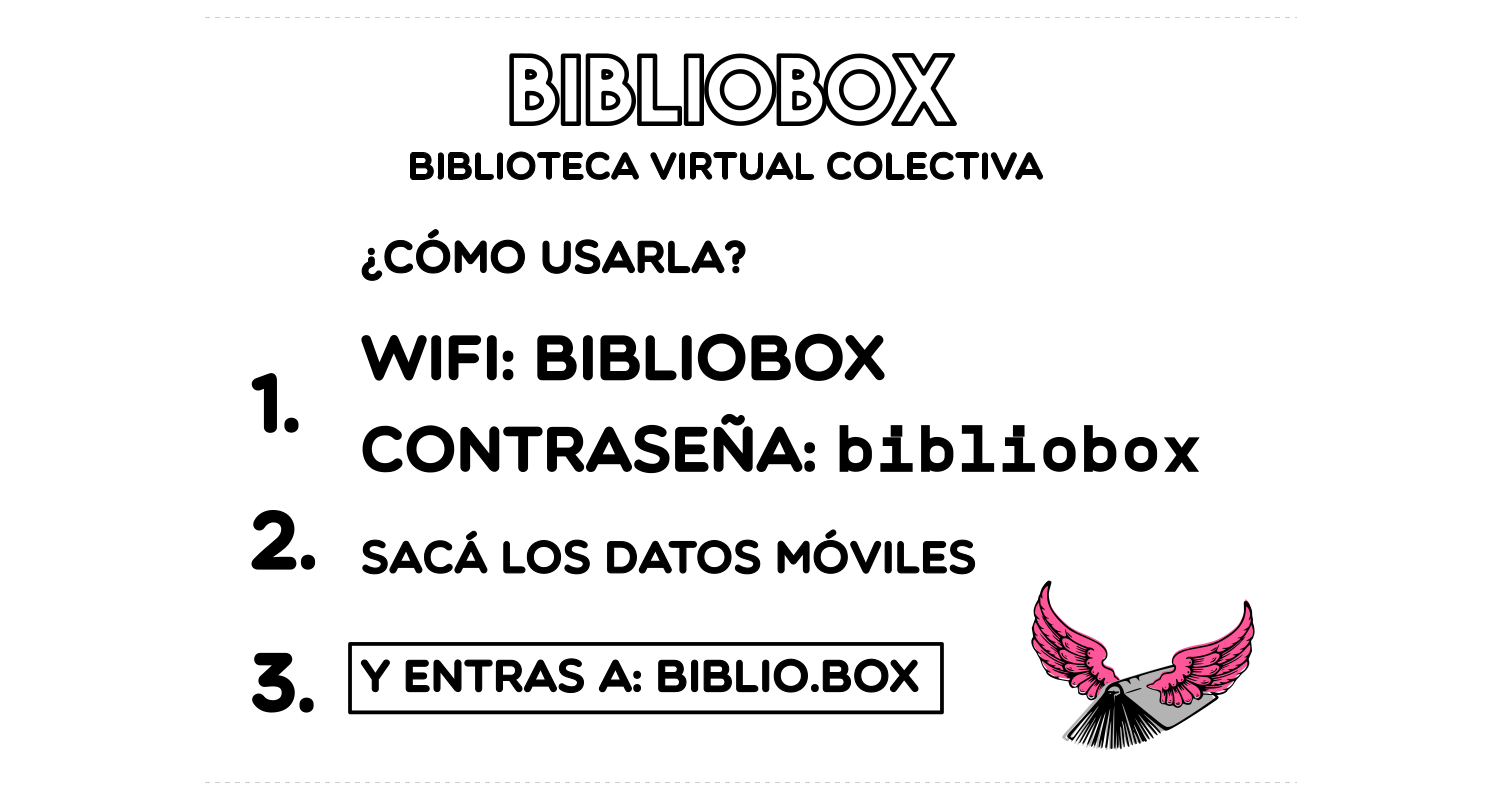 BIBLIOBOX
BIBLIOTECA VIRTUAL COLECTIVA
¿CÓMO USARLA?
1. WIFI: BIBLIOBOX
CONTRASEÑA: bibliobox
2. SACÁ LOS DATOS MÓVILES
3. Y ENTRAS A: BIBLIO.BOX